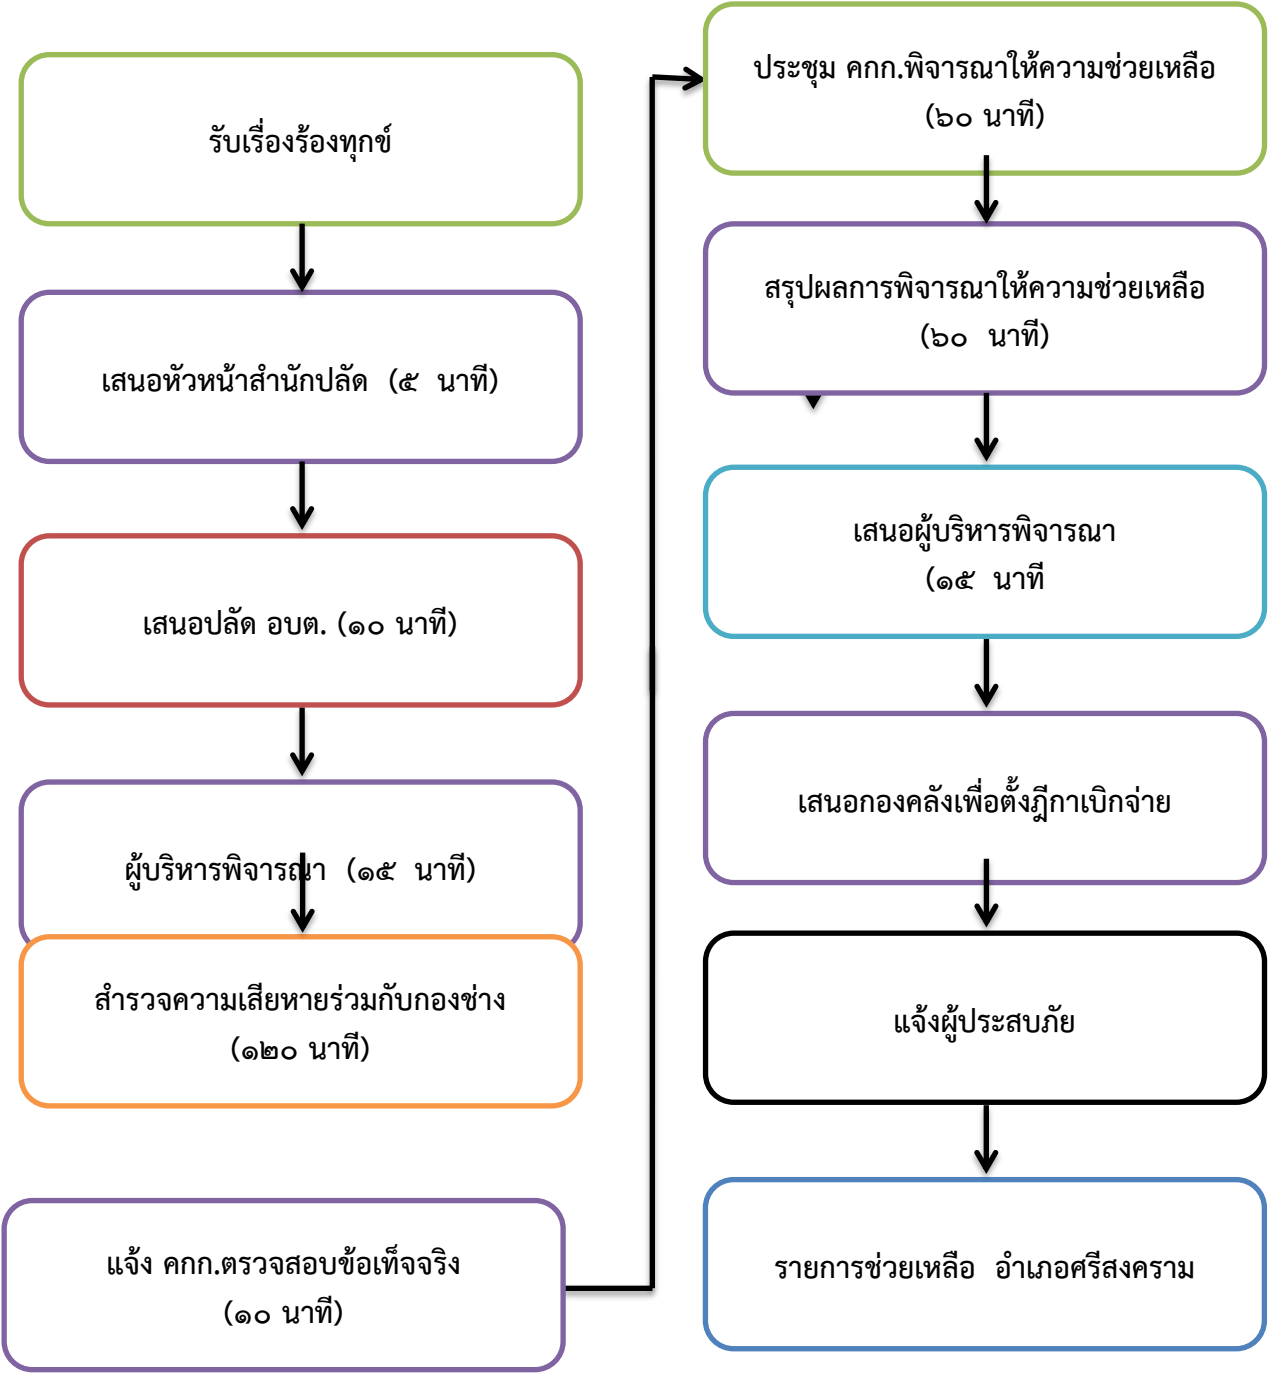 รับเรื่องร้องทุกข์
เสนอหัวหน้าสำนักปลัด (๕ นาที)
เสนอปลัด อบต. (๑๐ นาที)
ผู้บริหารพิจารณา (๑๕ นาที)
สำรวจความเสียหายร่วมกับกองช่าง
(๑๒๐ นาที)
แจ้ง คกก.ตรวจสอบข้อเท็จจริง
(๑๐ นาที)
ประชุม คกก.พิจารณาให้ความช่วยเหลือ
(๖๐ นาที)
สรุปผลการพิจารณาให้ความช่วยเหลือ
(๖๐ นาที)
เสนอผู้บริหารพิจารณา
(๑๕ นาที
เสนอกองคลังเพื่อตั้งฎีกาเบิกจ่าย
แจ้งผู้ประสบภัย
รายการช่วยเหลือ อำเภอศรีสงคราม